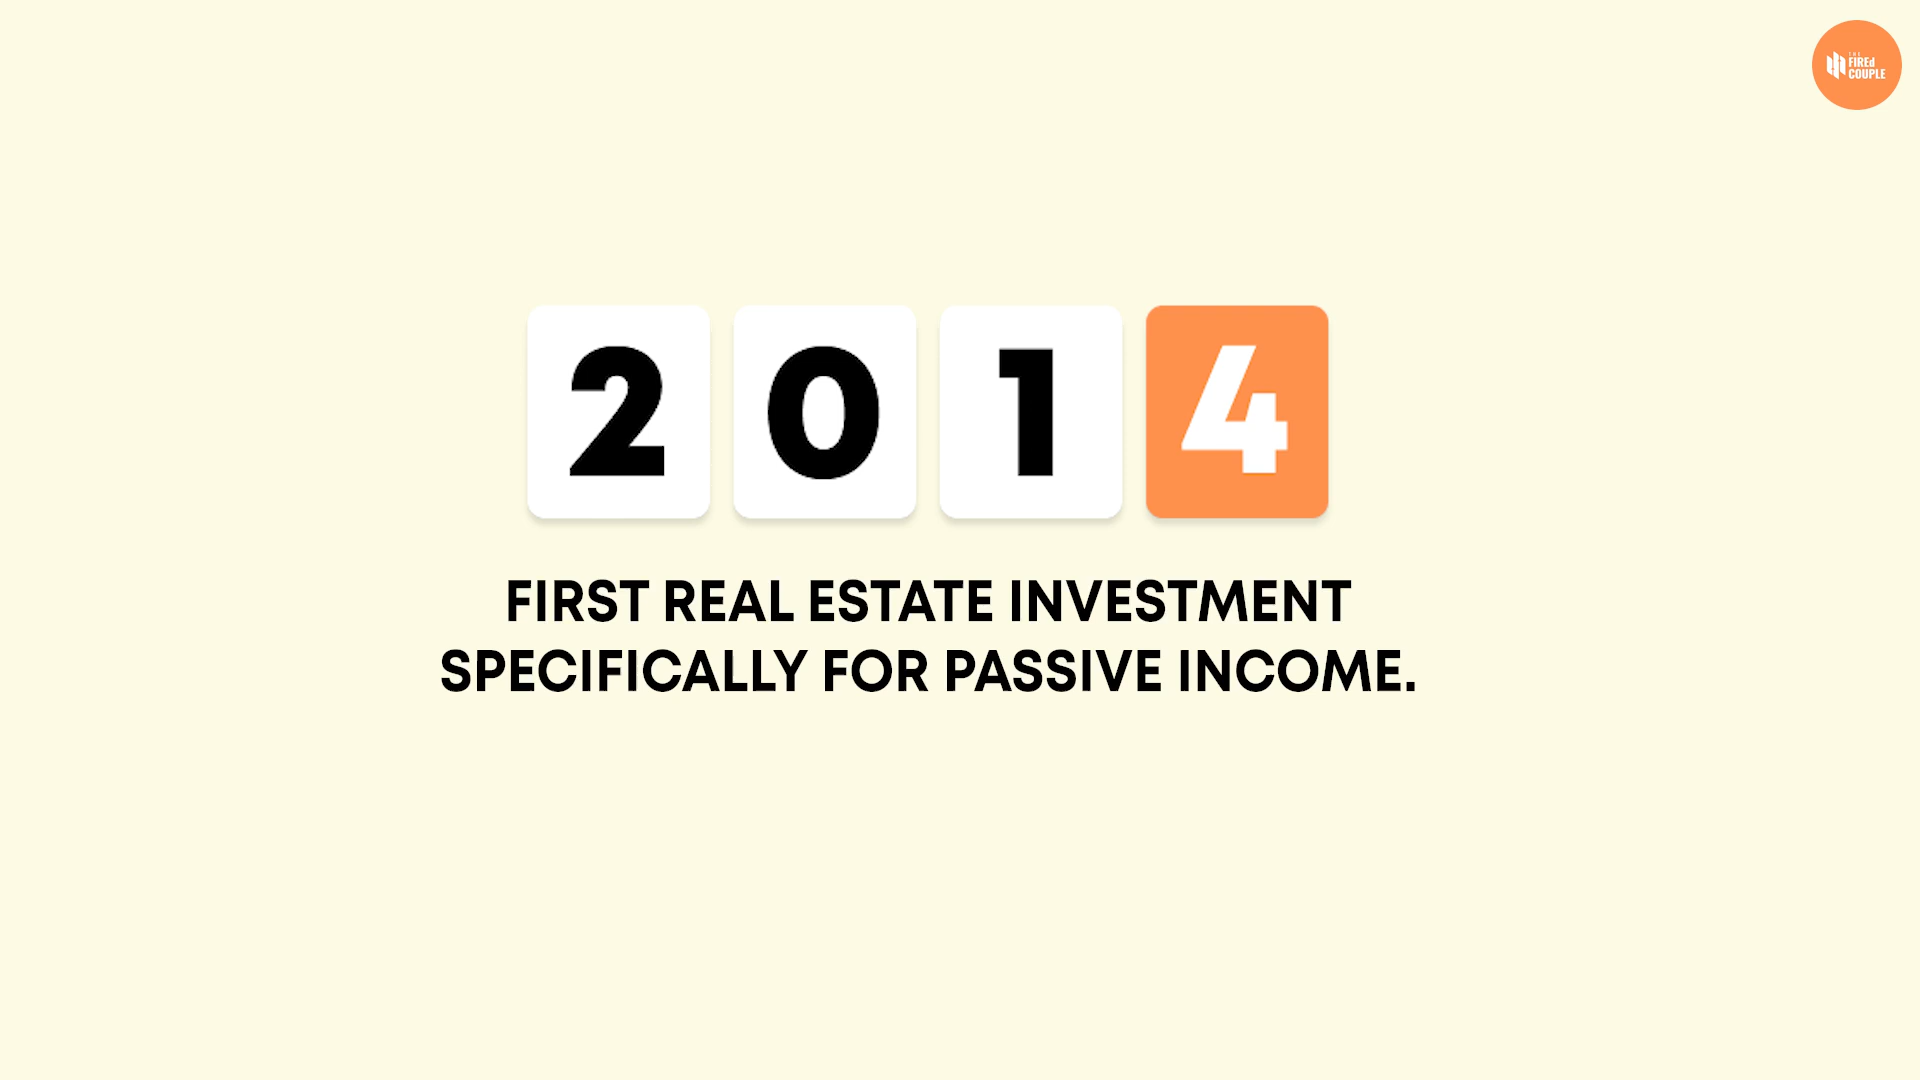 THE
FIREd
COUPLE
2014
FIRST REAL ESTATE INVESTMENT
SPECIFICALLY FOR PASSIVE INCOME.